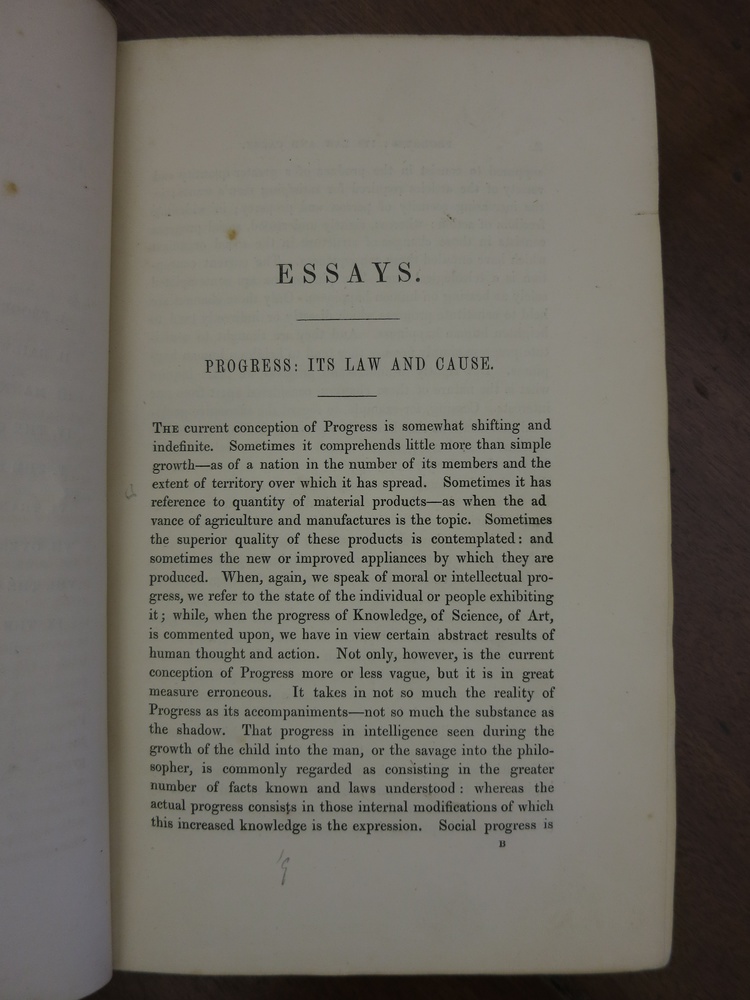 ESSAYS.
PROGRESS: ITS LAW AND CAUSE.
THE current conception of Progress is somewhat shifting and
indefinite. Sometimes it comprehends little more than simple
growth—as of a nation in the number of its members and the
extent of territory over which it has spread. Sometimes it has
reference to quantity of material products—as when the ad
vance of agriculture and manufactures is the topic. Sometimes
the superior quality of these products is contemplated: and
sometimes the new or improved appliances by which they are
produced. When, again, we speak of moral or intellectual pro-
gress, we refer to the state of the individual or people exhibiting
it; while, when the progress of Knowledge, of Science, of Art,
is commented upon, we have in view certain abstract results of
human thought and action. Not only, however, is the current
conception of Progress more or less vague, but it is in great
measure erroneous. It takes in not so much the reality of
Progress as its accompaniments—not so much the substance as
the shadow. That progress in intelligence seen during the
growth of the child into the man, or the savage into the philo-
sopher, is commonly regarded as consisting in the greater
number of facts known and laws understood: whereas the
actual progress consists in those internal modifications of which
this increased knowledge is the expression. Social progress is
B